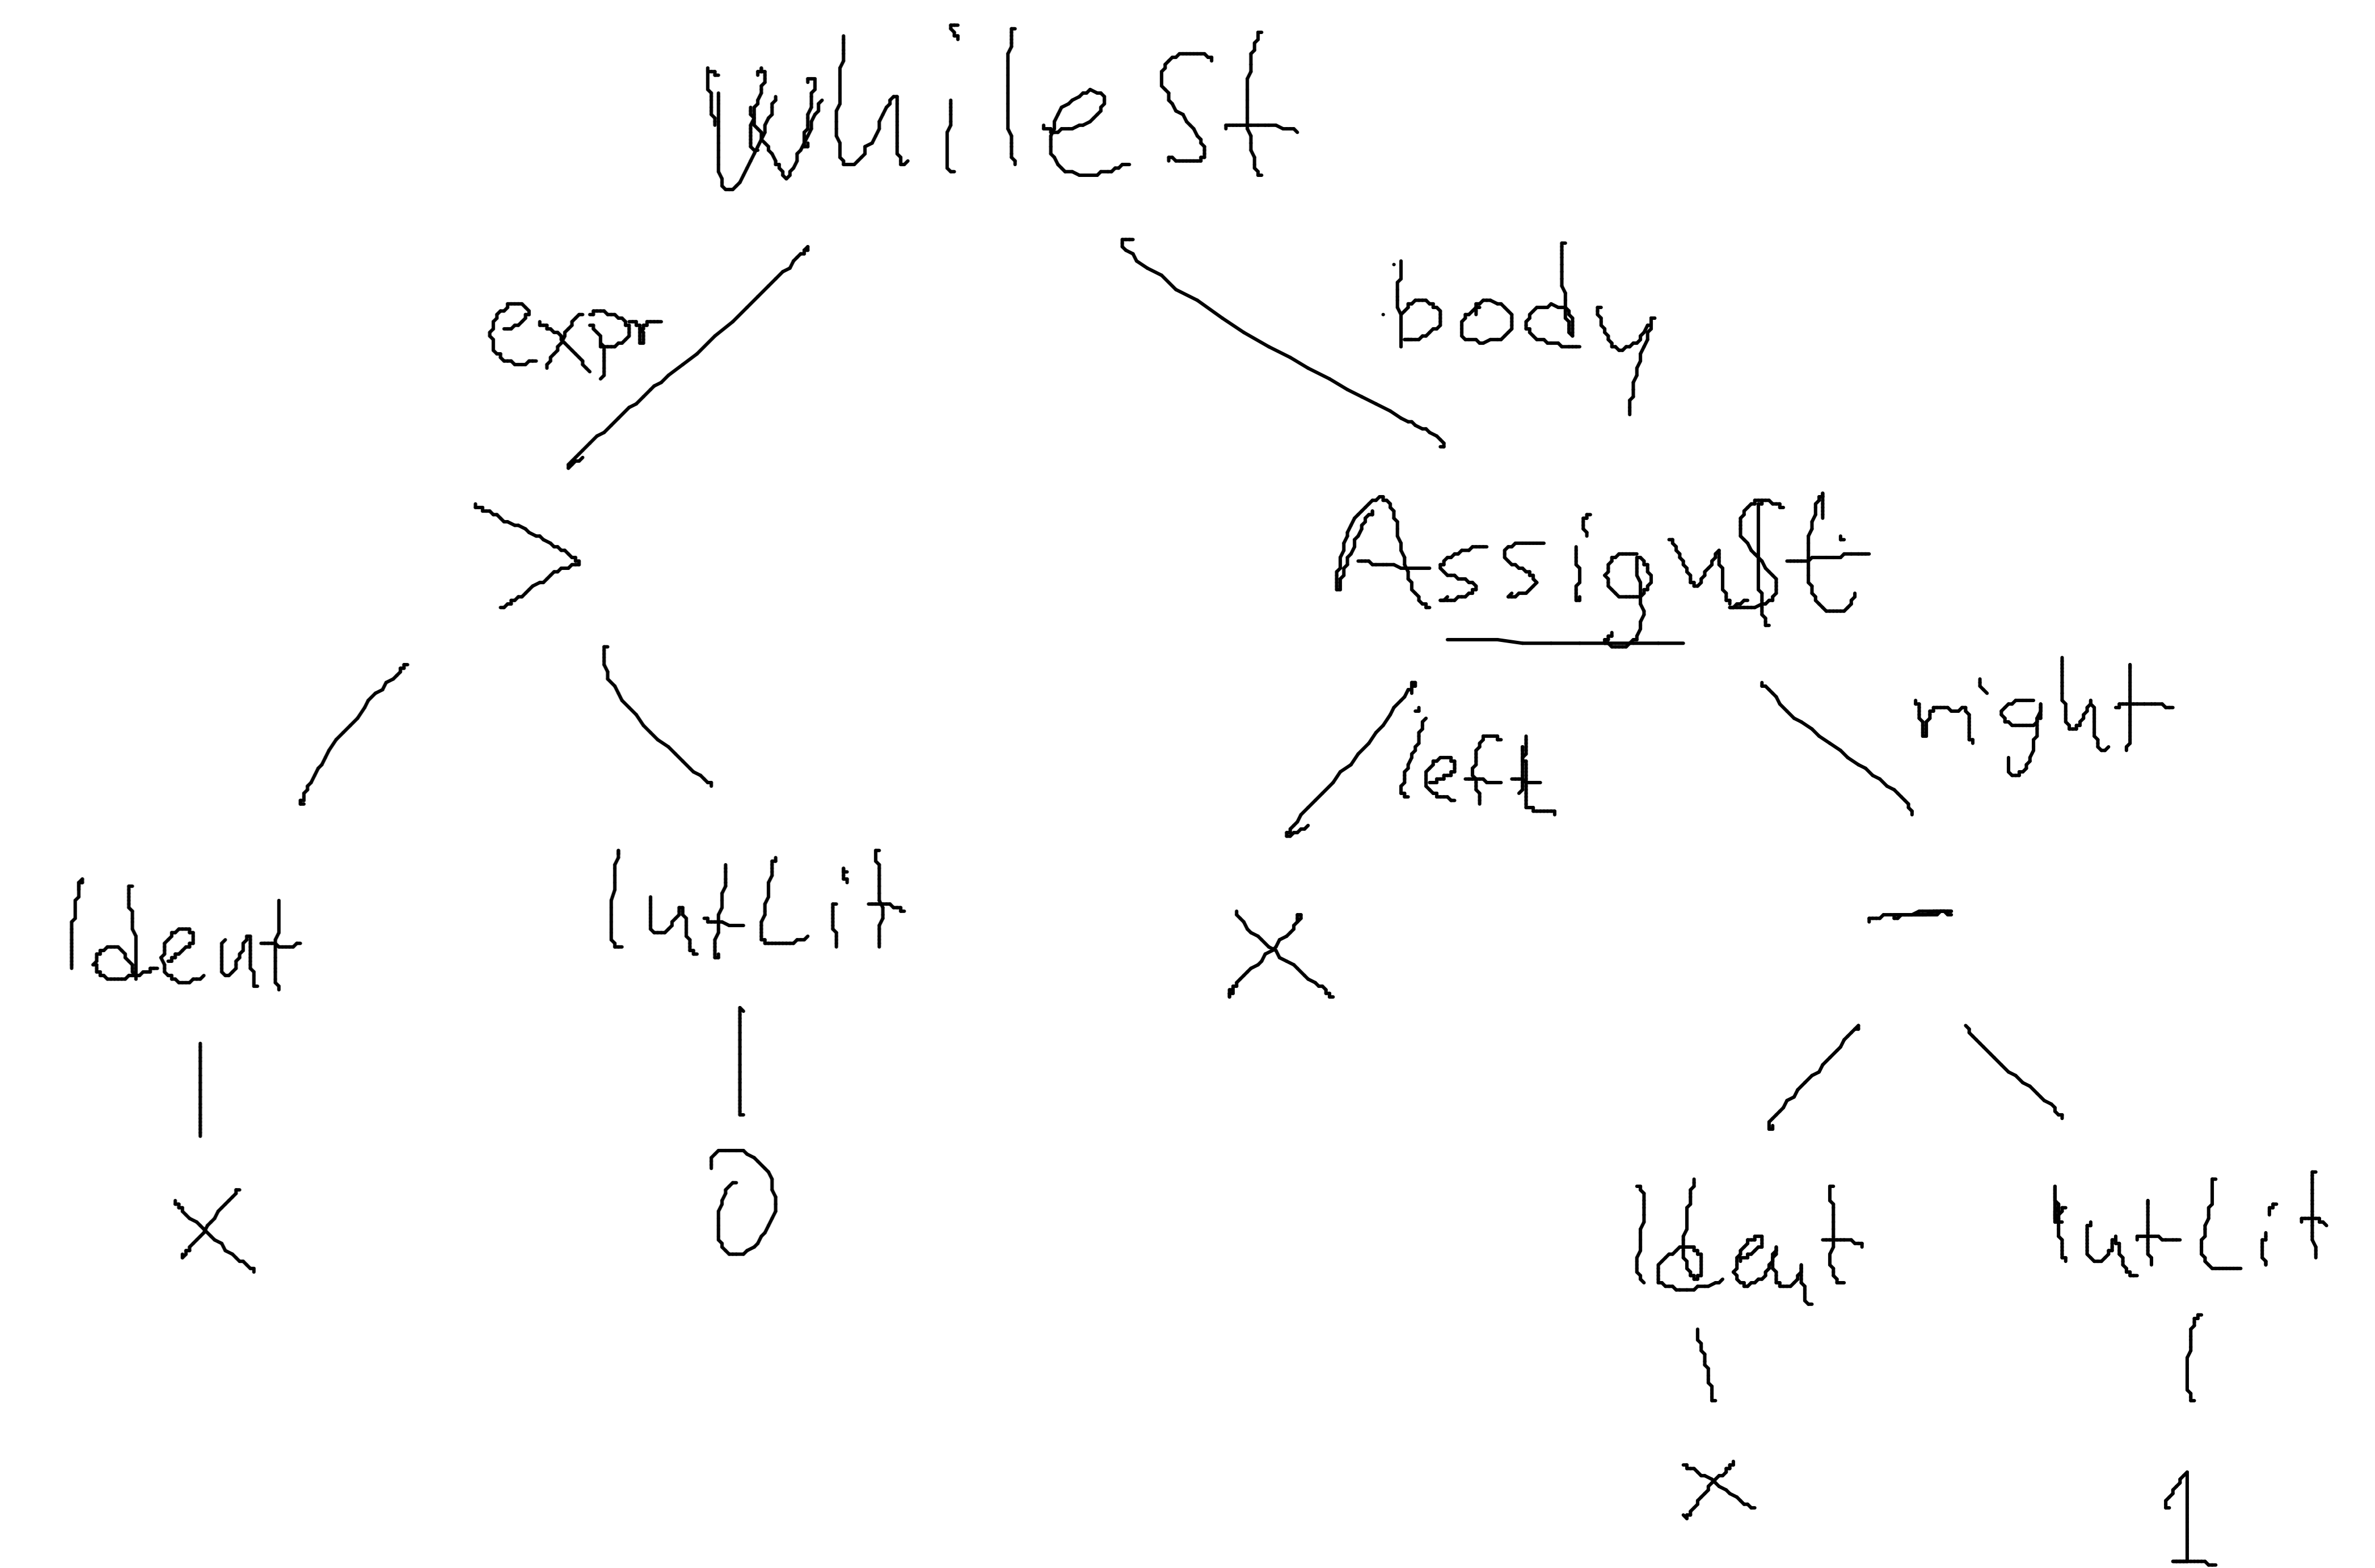 WhileSt
expr
body
>
AssignSt
left
right
Ident
IntLit
x
-
x
0
Ident
IntLit
x
1